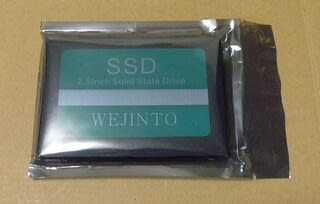 SSD
2.5inch Solid State Drive
WEJINTO